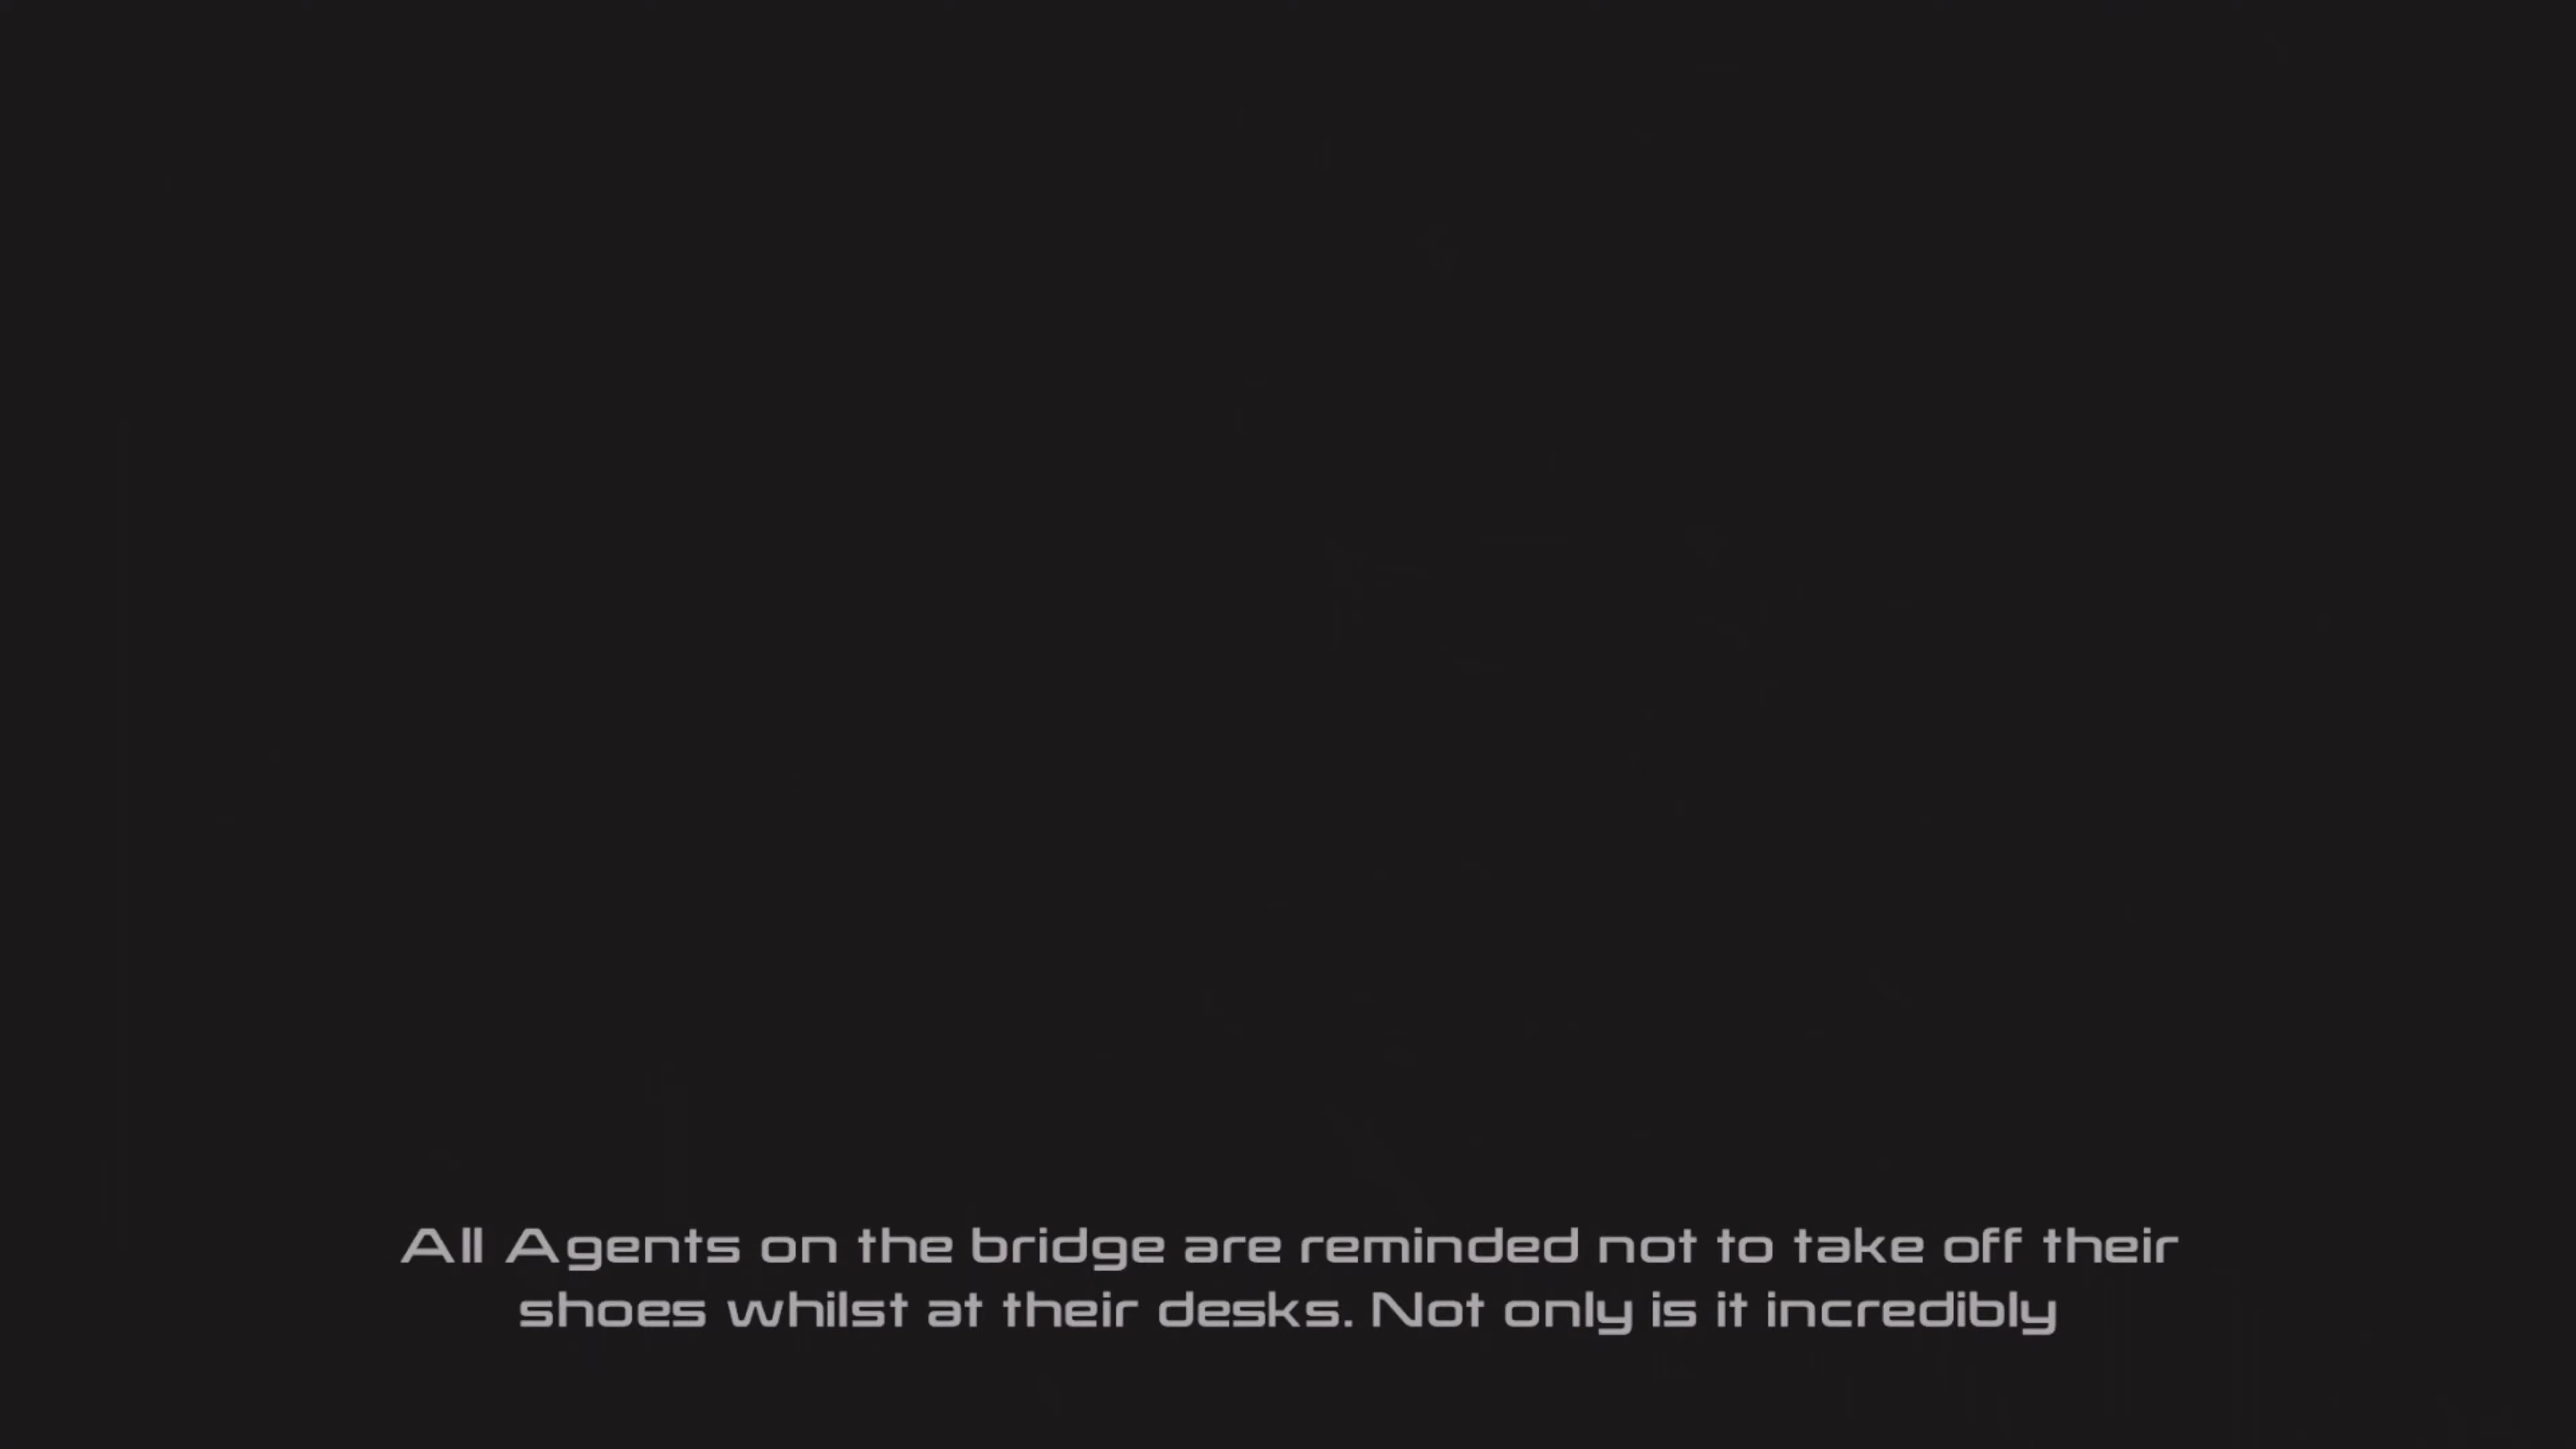 All Agents on the bridge are reminded not to take off their
shoes whilst at their desks. Not only is it incredibly